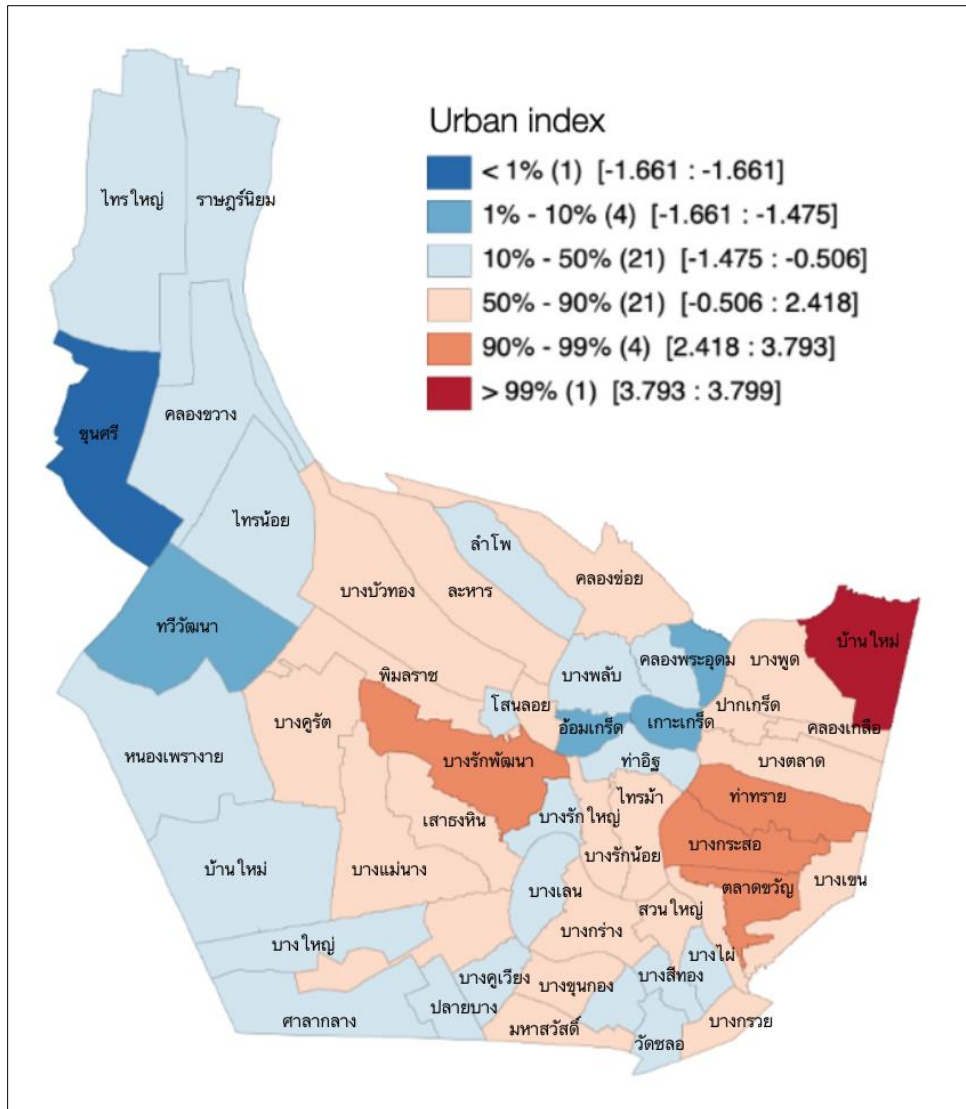 Urban index
< 1% (1) [-1.661 : -1.661]
1% - 10% (4) [-1.661 : -1.475]
10% - 50% (21) [-1.475 : -0.506]
50% - 90% (21) [-0.506 : 2.418]
90% - 99% (4) [2.418 : 3.793]
> 99% (1) [3.793 : 3.799]
ไทรใหญ่
ราษฎร์นิยม
ขุนศรี
คลองขวาง
ไทรน้อย
ลำโพ
คลองข่อย
บางบัวทอง
ละหาร
ทวีวัฒนา
บ้านใหม่
บางพลับ
คลองพระอุดม
บางพูด
พิมลราช
โสนลอย
ปากเกร็ด
บางคูรัต
อ้อมเกร็ด
เกาะเกร็ด
คลองเกลือ
หนองเพรางาย
บางรักพัฒนา
ท่าอิฐ
บางตลาด
ไทรม้า
ท่าทราย
เสาธงหิน
บางรักใหญ่
บางกระสอ
บ้านใหม่
บางแม่นาง
บางรักน้อย
บางเลน
ตลาดขวัญ
บางเขน
สวนใหญ่
บางกร่าง
บางใหญ่
บางไผ่
บางคูเวียง
บางขุนกอง
บางสีทอง
ปลายบาง
ศาลากลาง
มหาสวัสดิ์
บางกรวย
วัดชลอ